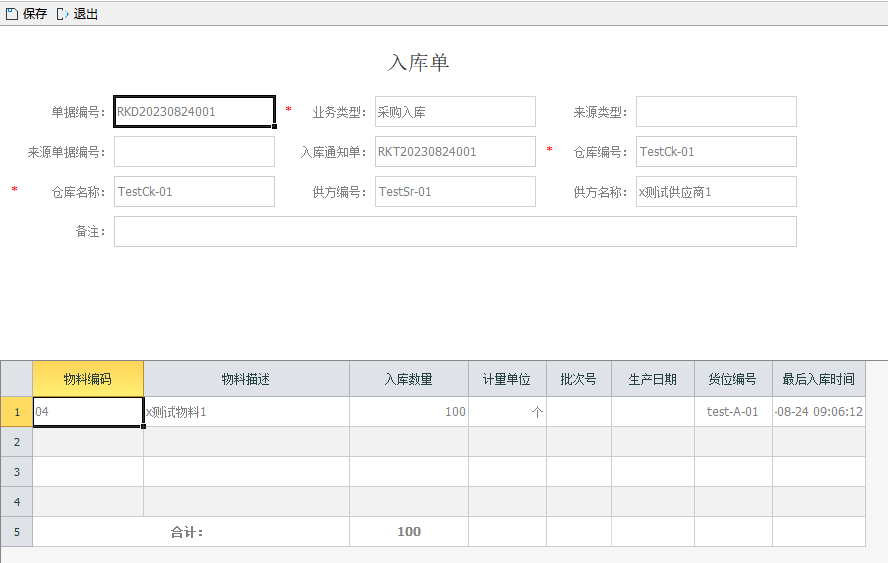 保存 退出
入库单
单据编号： RKD20230824001 * 业务类型： 采购入库 来源类型：
来源单据编号： 入库通知单： RKT20230824001 * 仓库编号： TestCk-01
* 仓库名称： TestCk-01 供方编号： TestSr-01 供方名称： x测试供应商1
备注：
物料编码 物料描述 入库数量 计量单位 批次号 生产日期 货位编号 最后入库时间
1 04 x测试物料1 100 个 test-A-01 -08-24 09:06:12
2
3
4
5 合计： 100